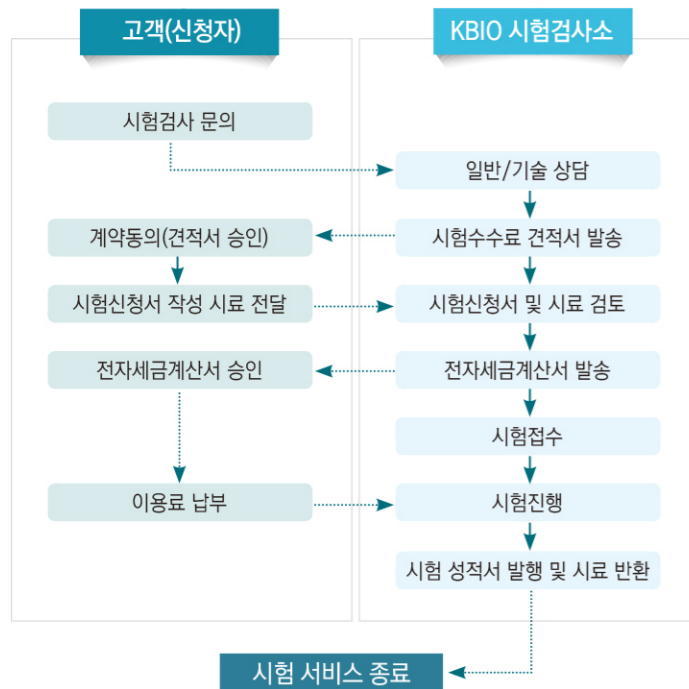 고객(신청자)
KBIO 시험검사소
시험검사 문의
일반/기술 상담
계약동의(견적서 승인)
시험수수료 견적서 발송
시험신청서 작성 시료 전달
시험신청서 및 시료 검토
전자세금계산서 승인
전자세금계산서 발송
시험접수
이용료 납부
시험진행
시험 성적서 발행 및 시료 반환
시험 서비스 종료